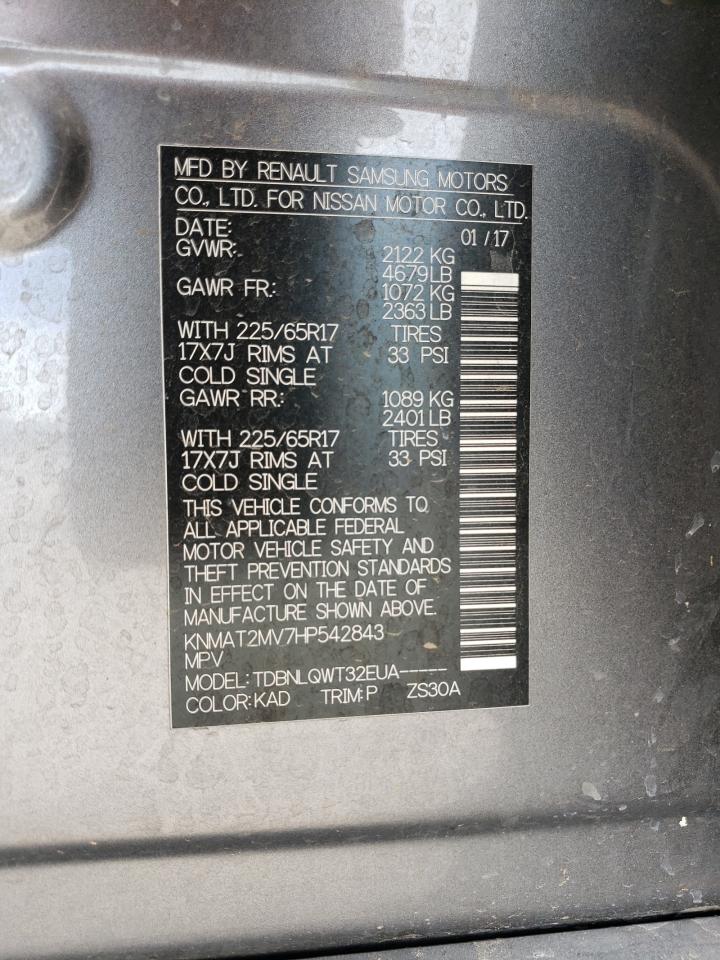 MFD BY RENAULT SAMSUNG MOTORS
CO., LTD. FOR NISSAN MOTOR CO., LTD.
DATE: 01 / 17
GVWR: 2122 KG
4679 LB
GAWR FR.: 1072 KG
2363 LB
WITH 225/65R17 TIRES
17X7J RIMS AT 33 PSI
COLD SINGLE
GAWR RR.: 1089 KG
2401 LB
WITH 225/65R17 TIRES
17X7J RIMS AT 33 PSI
COLD SINGLE
THIS VEHICLE CONFORMS TO
ALL APPLICABLE FEDERAL
MOTOR VEHICLE SAFETY AND
THEFT PREVENTION STANDARDS
IN EFFECT ON THE DATE OF
MANUFACTURE SHOWN ABOVE.
KNMAT2MV7HP542843
MPV
MODEL: TDBNLQWT32EUA-----
COLOR: KAD TRIM: P ZS30A